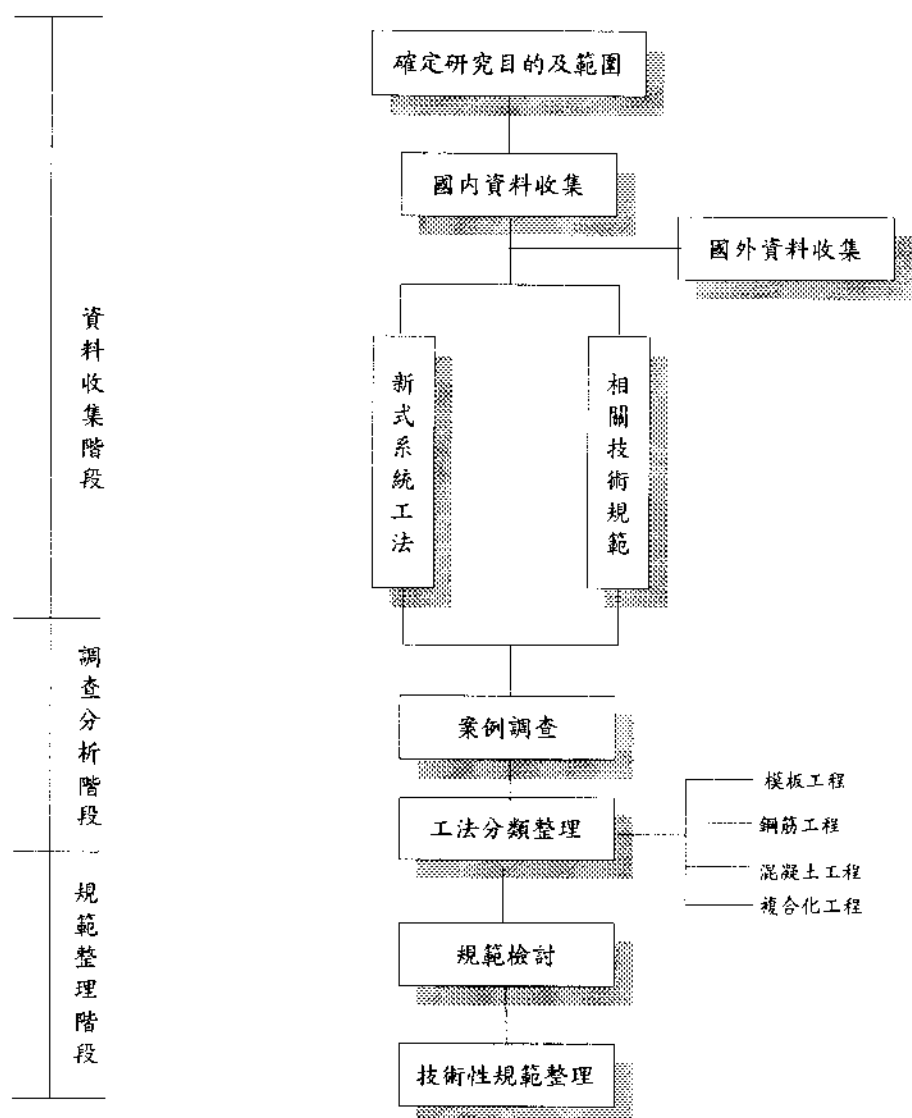 確定研究目的及範圍
國內資料收集
國外資料收集
資料收集階段
新式系統工法
相關技術規範
調查分析階段
案例調查
工法分類整理
模板工程
鋼筋工程
混凝土工程
複合化工程
規範整理階段
規範檢討
技術性規範整理